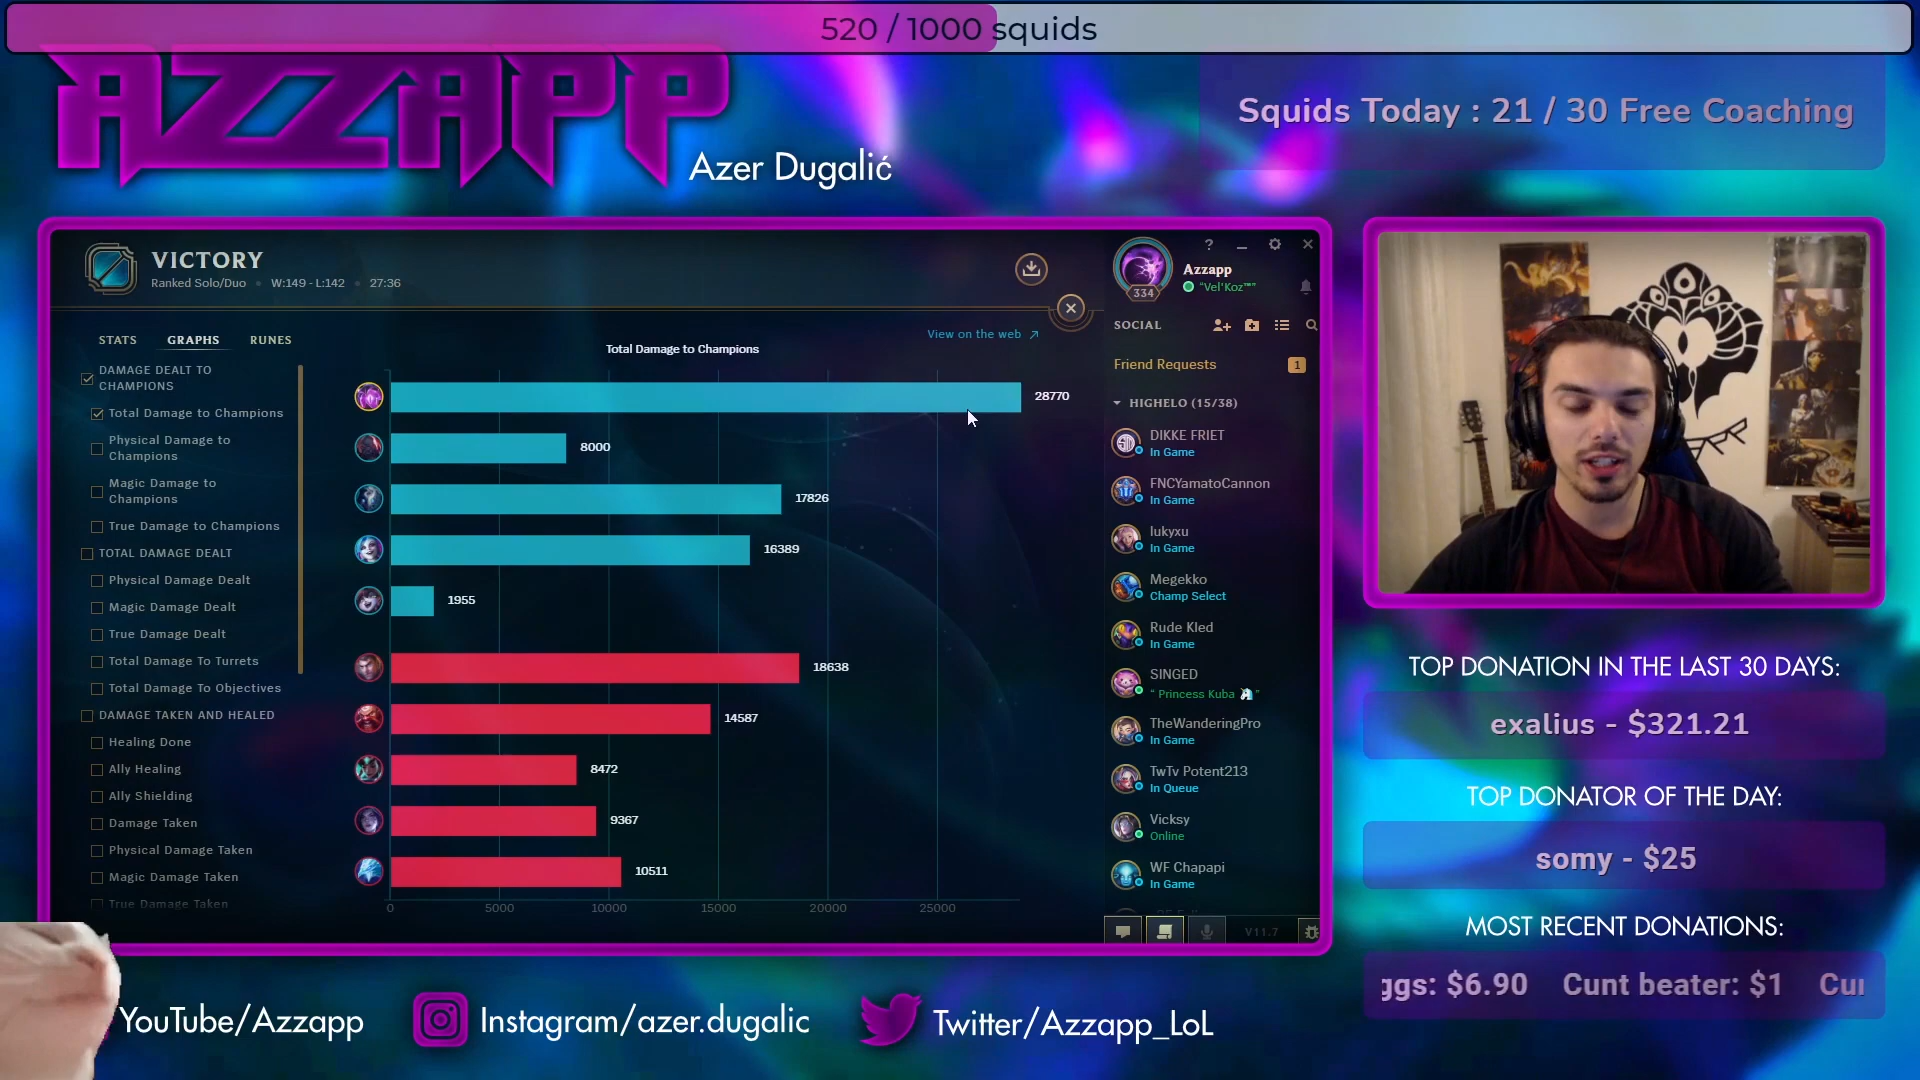 520 / 1000 squids
AZZAPP
Azer Dugalić
Squids Today : 21 / 30 Free Coaching
VICTORY
Ranked Solo/Duo • W:149 - L:142 • 27:36
334
Azzapp
"Vel'Koz™"
?
SOCIAL
Friend Requests
1
HIGHELO (15/38)
DIKKE FRIET
In Game
FNCYamatoCannon
In Game
lukyxu
In Game
Megekko
Champ Select
Rude Kled
In Game
SINGED
" Princess Kuba 🦄 "
TheWanderingPro
In Game
TwTv Potent213
In Queue
Vicksy
Online
WF Chapapi
In Game
V11.7
STATS
GRAPHS
RUNES
View on the web
Total Damage to Champions
DAMAGE DEALT TO
CHAMPIONS
Total Damage to Champions
Physical Damage to
Champions
Magic Damage to
Champions
True Damage to Champions
TOTAL DAMAGE DEALT
Physical Damage Dealt
Magic Damage Dealt
True Damage Dealt
Total Damage To Turrets
Total Damage To Objectives
DAMAGE TAKEN AND HEALED
Healing Done
Ally Healing
Ally Shielding
Damage Taken
Physical Damage Taken
Magic Damage Taken
True Damage Taken
28770
8000
17826
16389
1955
18638
14587
8472
9367
10511
0 5000 10000 15000 20000 25000
TOP DONATION IN THE LAST 30 DAYS:
exalius - $321.21
TOP DONATOR OF THE DAY:
somy - $25
MOST RECENT DONATIONS:
ggs: $6.90 Cunt beater: $1 Cu
YouTube/Azzapp
Instagram/azer.dugalic
Twitter/Azzapp_LoL